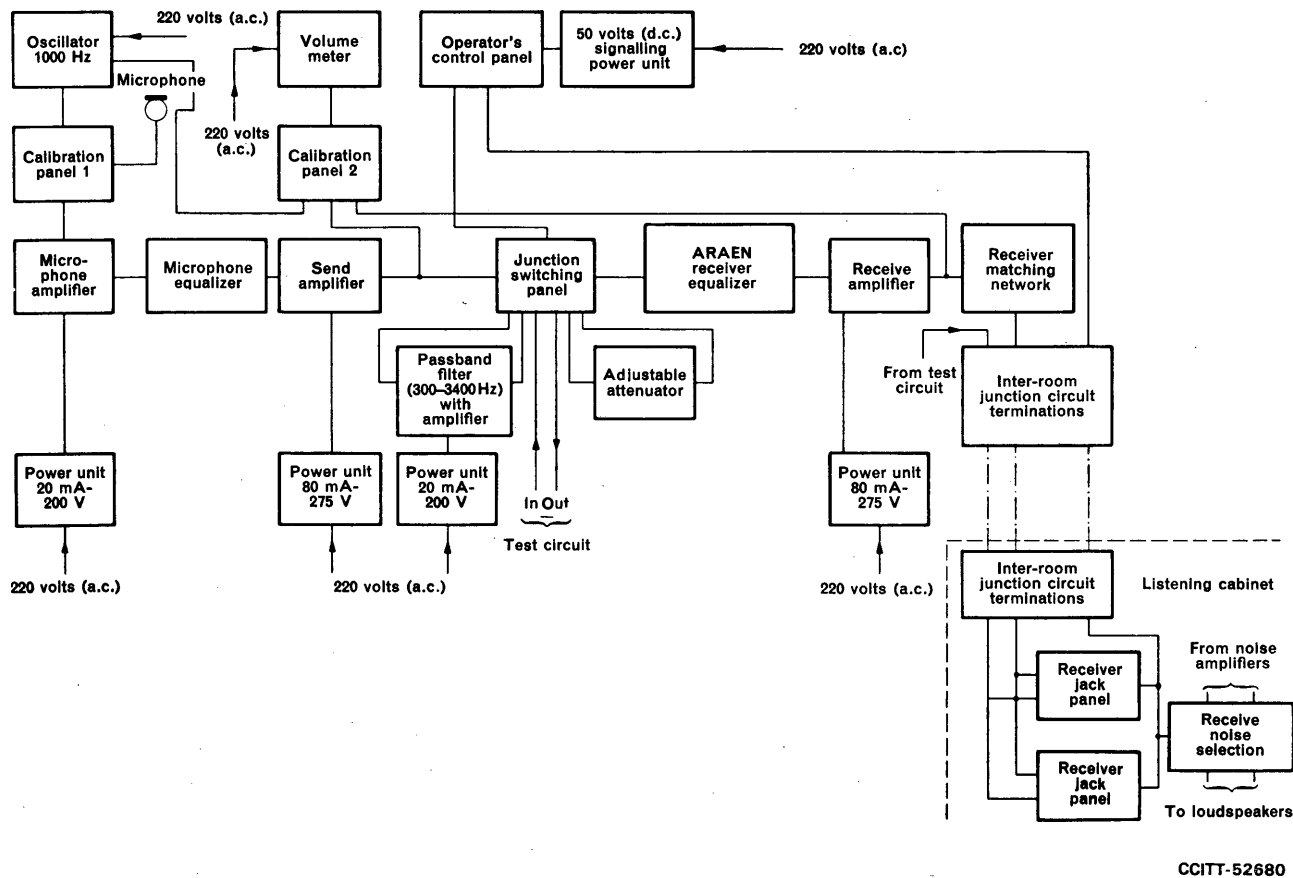 220 volts (a.c.)
Oscillator
1000 Hz
Volume
meter
Operator's
control panel
50 volts (d.c.)
signalling
power unit
220 volts (a.c)
Microphone
220 volts
(a.c.)
Calibration
panel 1
Calibration
panel 2
Micro-
phone
amplifier
Microphone
equalizer
Send
amplifier
Junction
switching
panel
ARAEN
receiver
equalizer
Receive
amplifier
Receiver
matching
network
Passband
filter
(300–3400Hz)
with
amplifier
Adjustable
attenuator
From test
circuit
Inter-room
junction circuit
terminations
Power unit
20 mA-
200 V
Power unit
80 mA-
275 V
Power unit
20 mA-
200 V
In Out
Test circuit
Power unit
80 mA-
275 V
220 volts (a.c.)
220 volts (a.c.)
220 volts (a.c.)
Inter-room
junction circuit
terminations
Listening cabinet
Receiver
jack
panel
From noise
amplifiers
Receive
noise
selection
Receiver
jack
panel
To loudspeakers
CCITT-52680